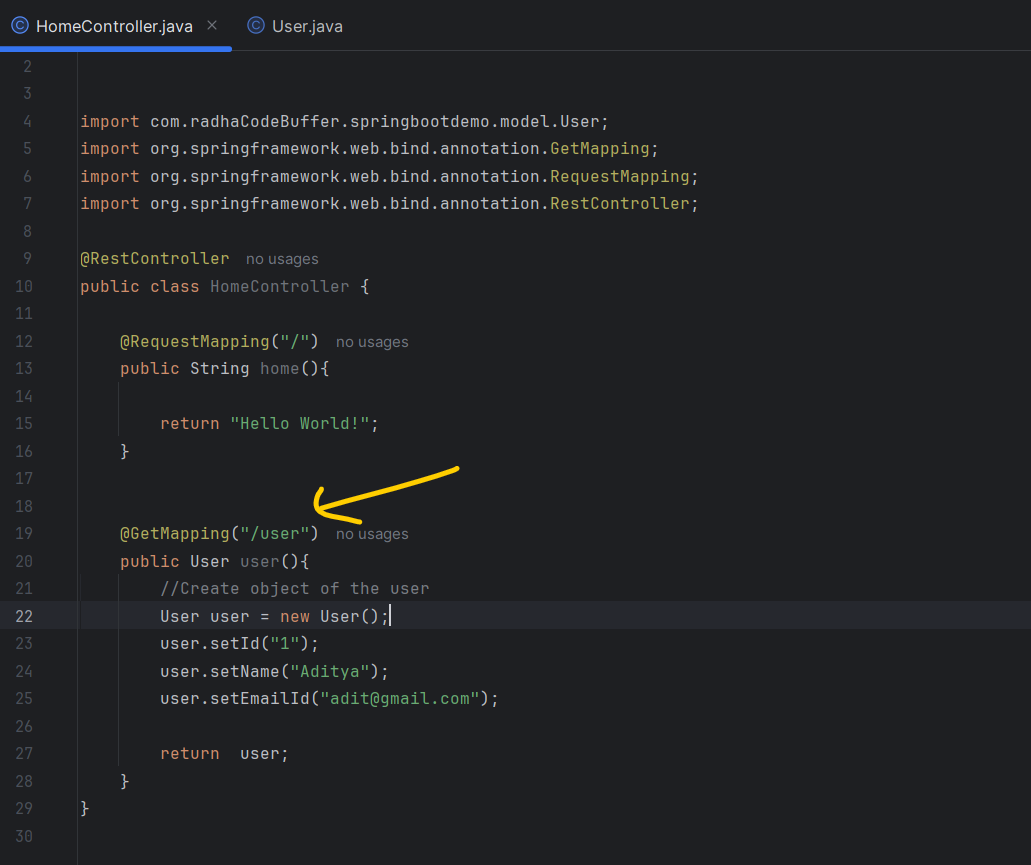 HomeController.java × User.java
2
3
4 import com.radhaCodeBuffer.springbootdemo.model.User;
5 import org.springframework.web.bind.annotation.GetMapping;
6 import org.springframework.web.bind.annotation.RequestMapping;
7 import org.springframework.web.bind.annotation.RestController;
8
9 @RestController no usages
10 public class HomeController {
11
12     @RequestMapping("/") no usages
13     public String home(){
14
15         return "Hello World!";
16     }
17
18
19     @GetMapping("/user") no usages
20     public User user(){
21         //Create object of the user
22         User user = new User();
23         user.setId("1");
24         user.setName("Aditya");
25         user.setEmailId("adit@gmail.com");
26
27         return  user;
28     }
29 }
30